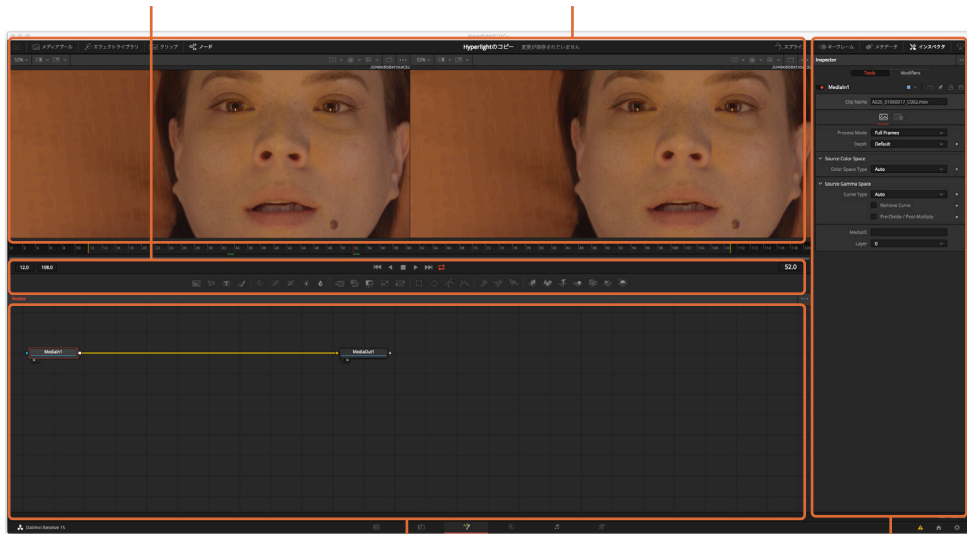 メディアプール エフェクトライブラリ クリップ ノード
Hyperlightのコピー 変更が保存されていません
スプライ キーフレーム メタデータ インスペクタ
52%
52%
Inspector
Tools Modifiers
MediaIn1
Clip Name A025_01060017_C002.mov
Process Mode Full Frames
Depth Default
Source Color Space
Color Space Type Auto
Source Gamma Space
Curve Type Auto
Remove Curve
Pre-Divide / Post-Multiply
MediaID
Layer 0
12.0 108.0
52.0
Nodes
MediaIn1 MediaOut1
DaVinci Resolve 15